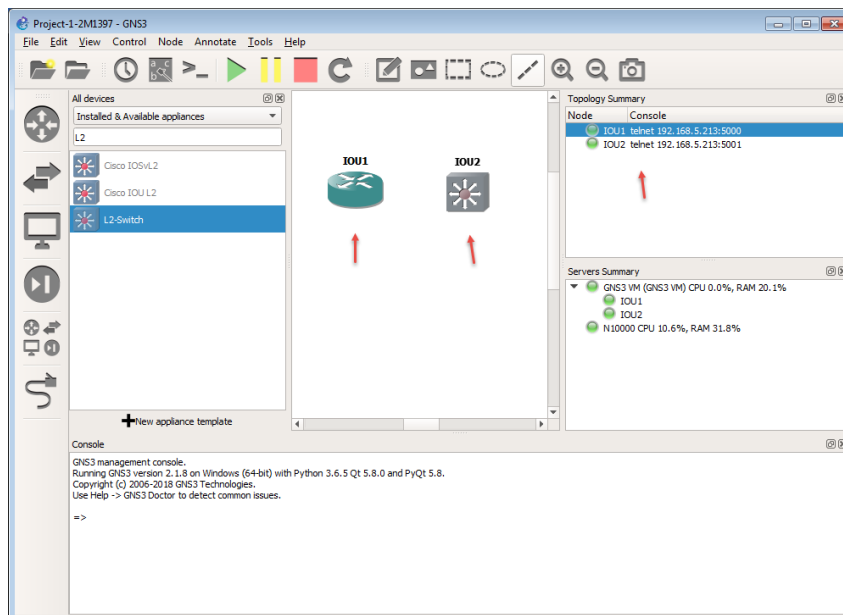 Project-1-2M1397 - GNS3
File Edit View Control Node Annotate Tools Help
All devices
Installed & Available appliances
L2
Cisco IOSvL2
Cisco IOU L2
L2-Switch
New appliance template
IOU1
IOU2
Topology Summary
Node Console
IOU1 telnet 192.168.5.213:5000
IOU2 telnet 192.168.5.213:5001
Servers Summary
GNS3 VM (GNS3 VM) CPU 0.0%, RAM 20.1%
IOU1
IOU2
N10000 CPU 10.6%, RAM 31.8%
Console
GNS3 management console.
Running GNS3 version 2.1.8 on Windows (64-bit) with Python 3.6.5 Qt 5.8.0 and PyQt 5.8.
Copyright (c) 2006-2018 GNS3 Technologies.
Use Help -> GNS3 Doctor to detect common issues.
=>